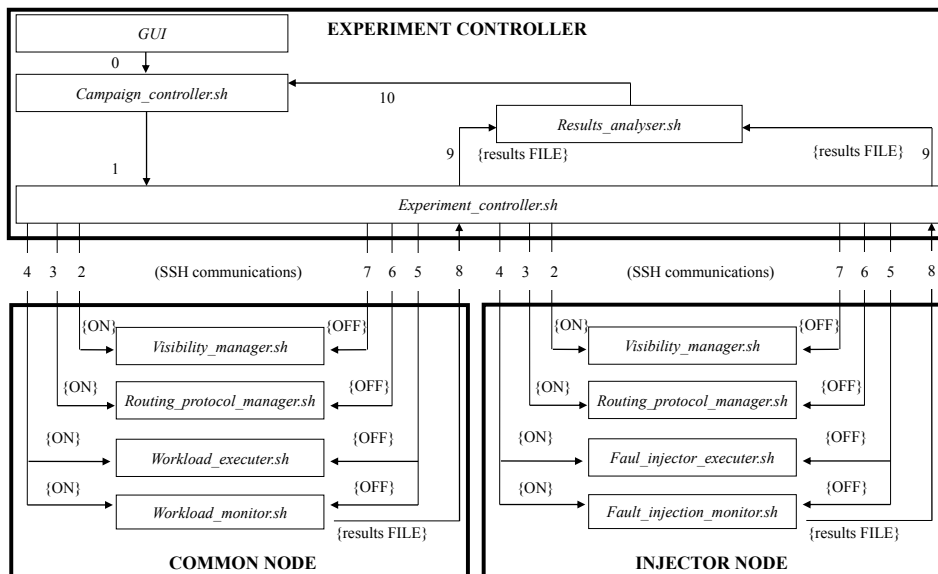 GUI
EXPERIMENT CONTROLLER
0
Campaign_controller.sh
10
Results_analyser.sh
1
9
{results FILE}
{results FILE}
9
Experiment_controller.sh
4 3 2 (SSH communications) 7 6 5 8 4 3 2 (SSH communications) 7 6 5 8
{ON} {OFF} {ON} {OFF}
Visibility_manager.sh Visibility_manager.sh
{ON} {OFF} {ON} {OFF}
Routing_protocol_manager.sh Routing_protocol_manager.sh
{ON} {OFF} {ON} {OFF}
Workload_executer.sh Faul_injector_executer.sh
{ON} {OFF} {ON} {OFF}
Workload_monitor.sh Fault_injection_monitor.sh
{results FILE} {results FILE}
COMMON NODE INJECTOR NODE